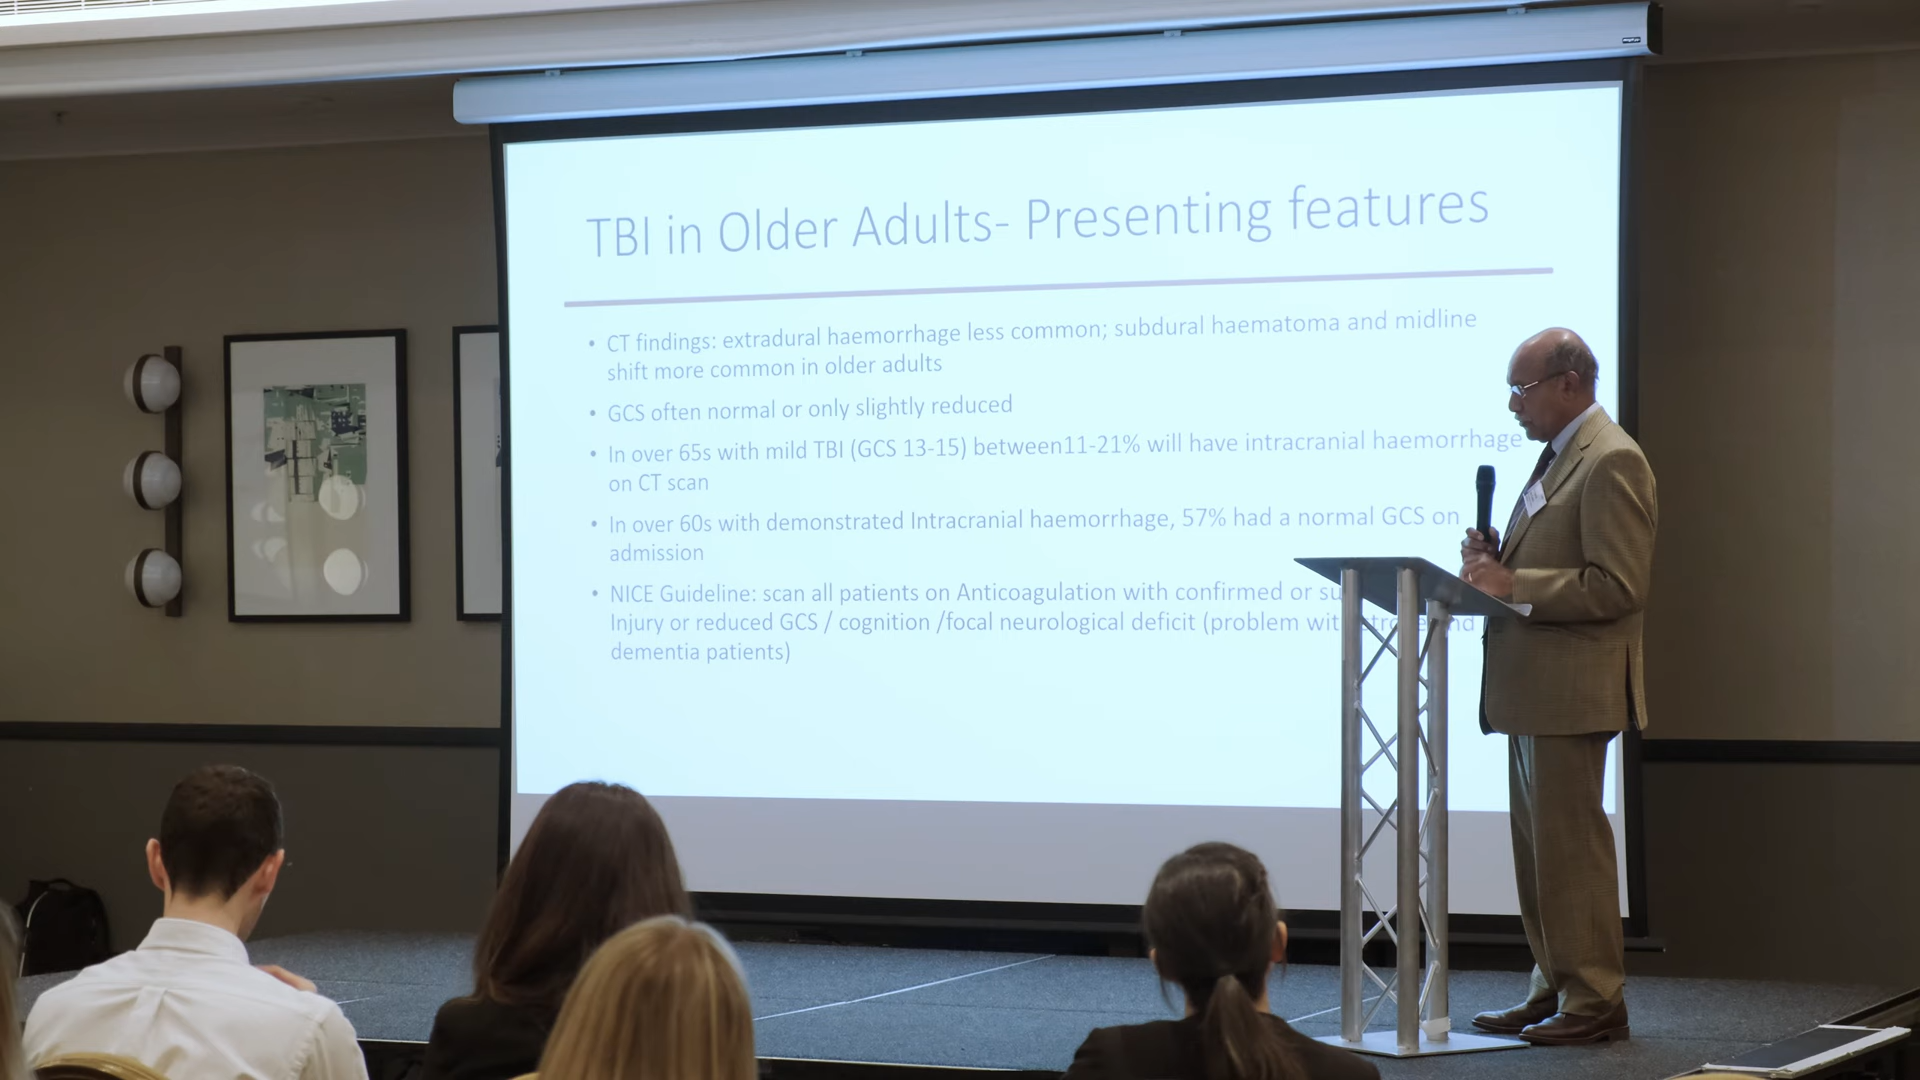 TBI in Older Adults- Presenting features
• CT findings: extradural haemorrhage less common; subdural haematoma and midline
shift more common in older adults
• GCS often normal or only slightly reduced
• In over 65s with mild TBI (GCS 13-15) between11-21% will have intracranial haemorrhage
on CT scan
• In over 60s with demonstrated Intracranial haemorrhage, 57% had a normal GCS on
admission
• NICE Guideline: scan all patients on Anticoagulation with confirmed or
Injury or reduced GCS / cognition /focal neurological deficit (problem
dementia patients)